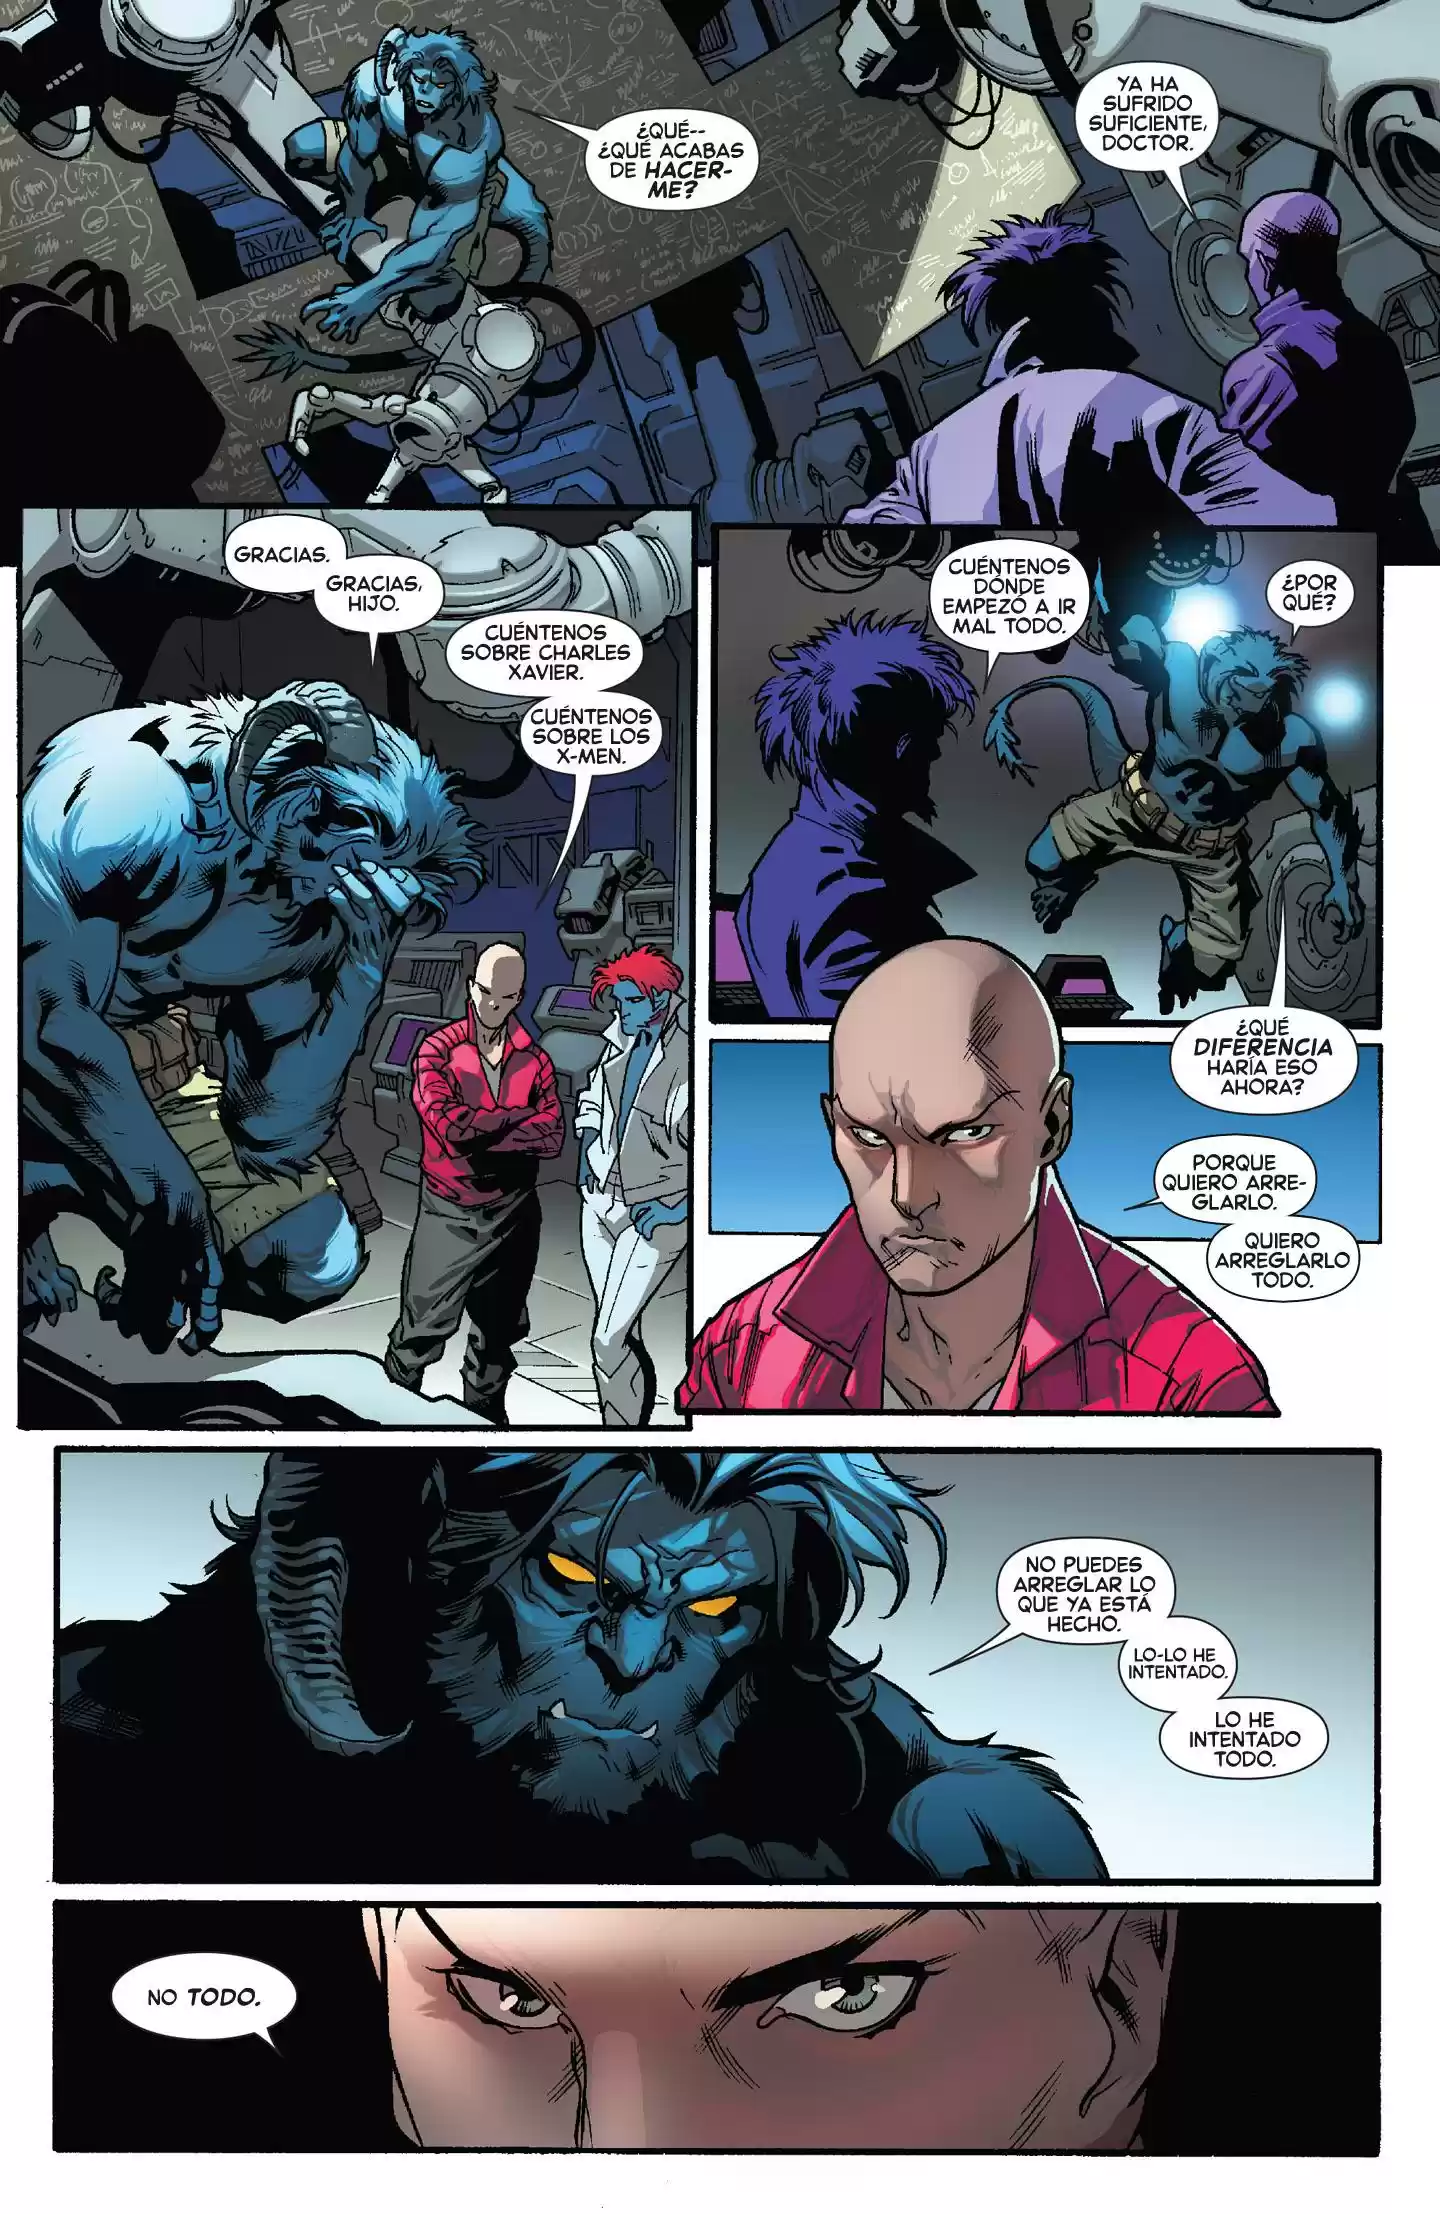 ¿QUÉ--
¿QUÉ ACABAS
DE HACER-
ME?
YA HA
SUFRIDO
SUFICIENTE,
DOCTOR.
GRACIAS.
GRACIAS,
HIJO.
CUÉNTENOS
SOBRE CHARLES
XAVIER.
CUÉNTENOS
SOBRE LOS
X-MEN.
CUÉNTENOS
DÓNDE
EMPEZÓ A IR
MAL TODO.
¿POR
QUÉ?
¿QUÉ
DIFERENCIA
HARÍA ESO
AHORA?
PORQUE
QUIERO ARRE-
GLARLO.
QUIERO
ARREGLARLO
TODO.
NO PUEDES
ARREGLAR LO
QUE YA ESTÁ
HECHO.
LO-LO HE
INTENTADO.
LO HE
INTENTADO
TODO.
NO TODO.